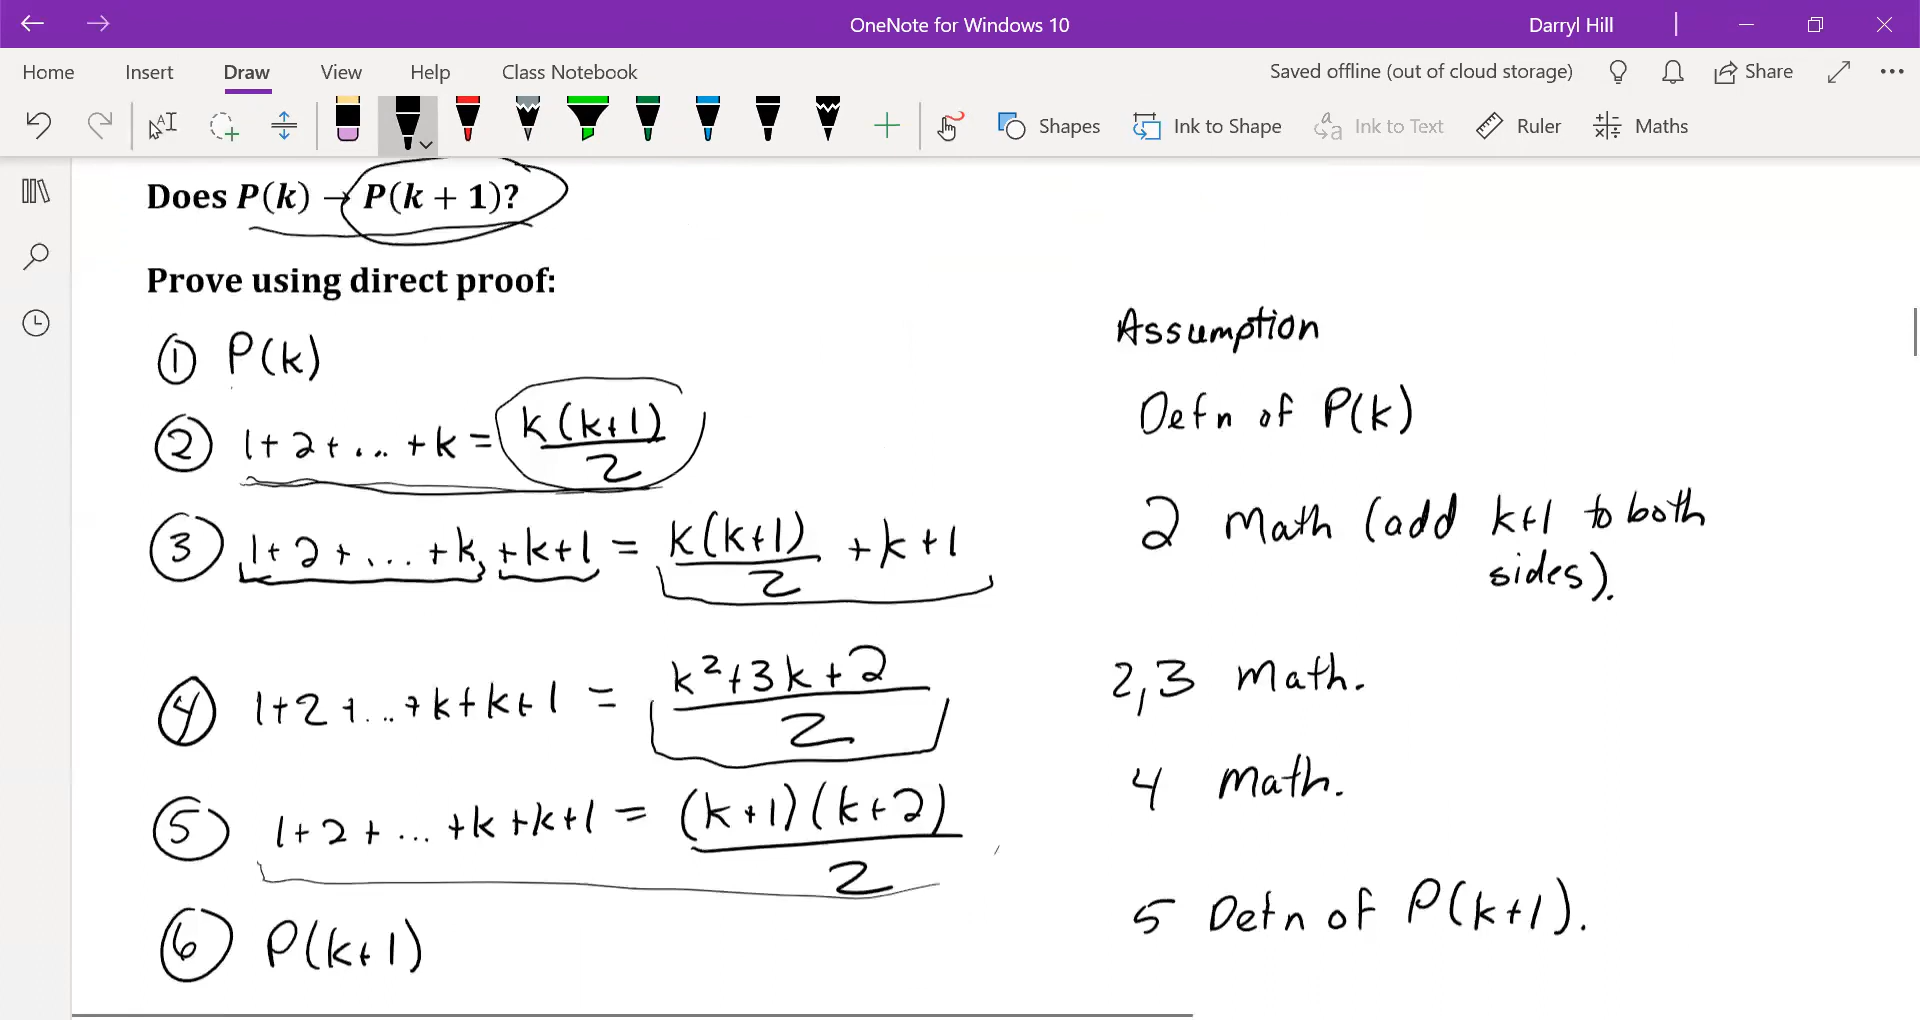 OneNote for Windows 10
Darryl Hill
Home Insert Draw View Help Class Notebook
Saved offline (out of cloud storage)
Share
Shapes
Ink to Shape
Ink to Text
Ruler
Maths
Does P(k) → P(k + 1)?
Prove using direct proof:
① P(k) Assumption
② 1+2+...+k = k(k+1)/2 Defn of P(k)
③ 1+2+...+k+k+1 = k(k+1)/2 +k+1 2 Math (add k+1 to both
sides).
④ 1+2+...+k+k+1 = k²+3k+2/2 2,3 Math.
⑤ 1+2+...+k+k+1 = (k+1)(k+2)/2 4 Math.
⑥ P(k+1) 5 Defn of P(k+1).